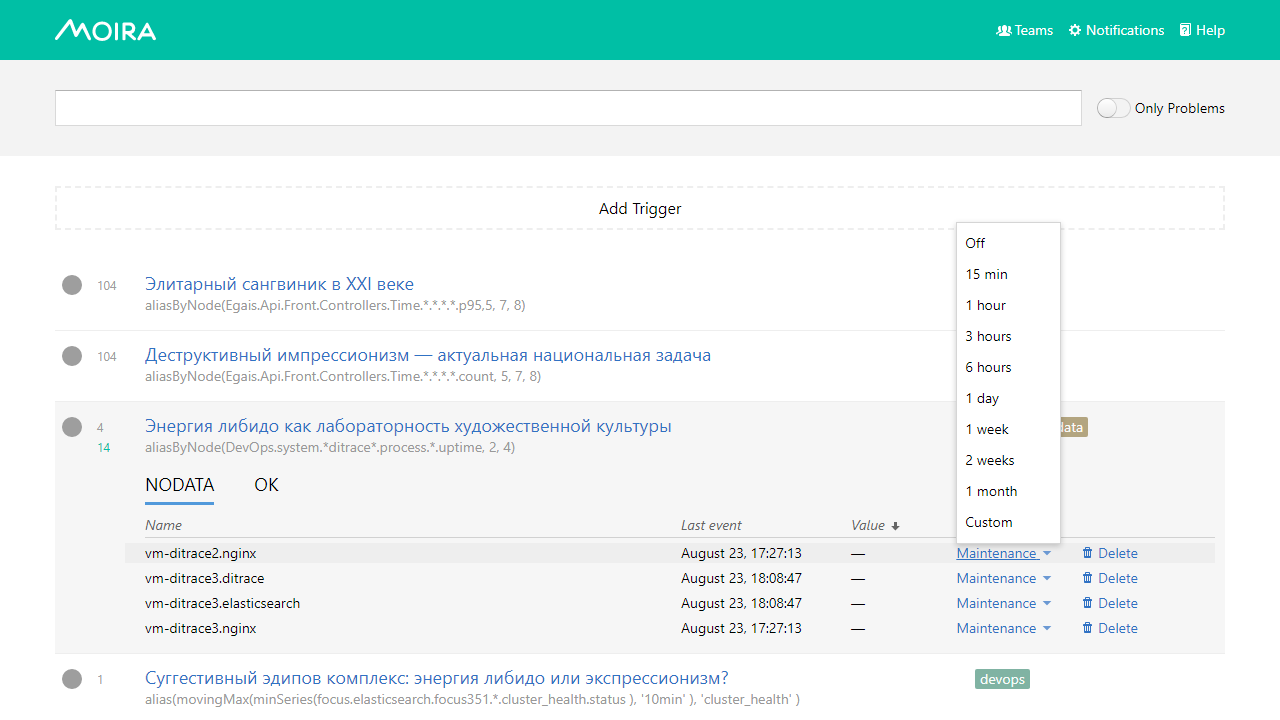 MOIRA Teams Notifications Help
Only Problems
Add Trigger
Off
15 min
1 hour
3 hours
6 hours
1 day
1 week
2 weeks
1 month
Custom
104 Элитарный сангвиник в XXI веке
aliasByNode(Egais.Api.Front.Controllers.Time.*.*.*.*.p95,5, 7, 8)
104 Деструктивный импрессионизм — актуальная национальная задача
aliasByNode(Egais.Api.Front.Controllers.Time.*.*.*.*.count, 5, 7, 8)
4 Энергия либидо как лабораторность художественной культуры
14 aliasByNode(DevOps.system.*ditrace*.process.*.uptime, 2, 4)
NODATA OK
Name Last event Value
vm-ditrace2.nginx August 23, 17:27:13 — Maintenance Delete
vm-ditrace3.ditrace August 23, 18:08:47 — Maintenance Delete
vm-ditrace3.elasticsearch August 23, 18:08:47 — Maintenance Delete
vm-ditrace3.nginx August 23, 17:27:13 — Maintenance Delete
1 Суггестивный эдипов комплекс: энергия либидо или экспрессионизм? devops
alias(movingMax(minSeries(focus.elasticsearch.focus351.*.cluster_health.status ), '10min' ), 'cluster_health' )